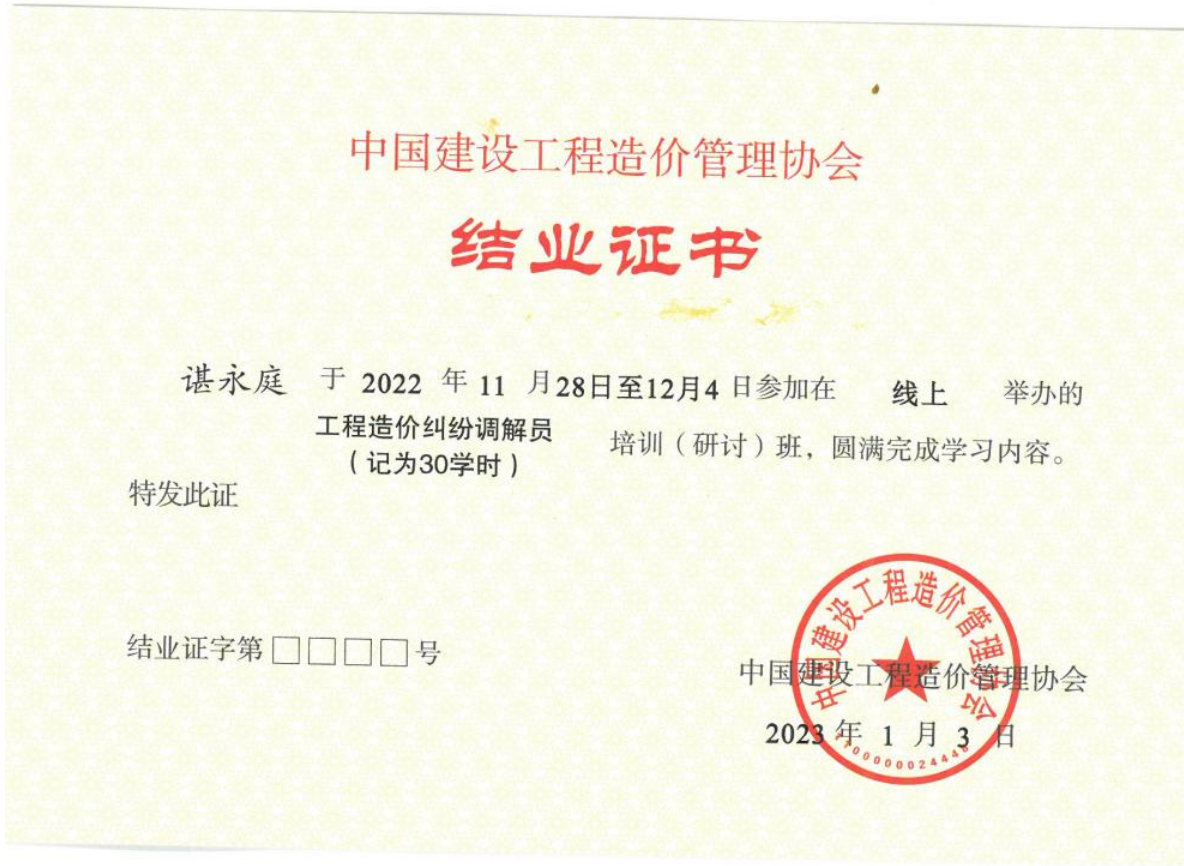 中国建设工程造价管理协会
结业证书
谌永庭 于 2022 年 11 月28日至12月4 日参加在 线上 举办的
工程造价纠纷调解员 培训（研讨）班，圆满完成学习内容。
（记为30学时）
特发此证
结业证字第□□□□号
中国建设工程造价管理协会
2023 年 1 月 3 日
中国建设工程造价管理协会